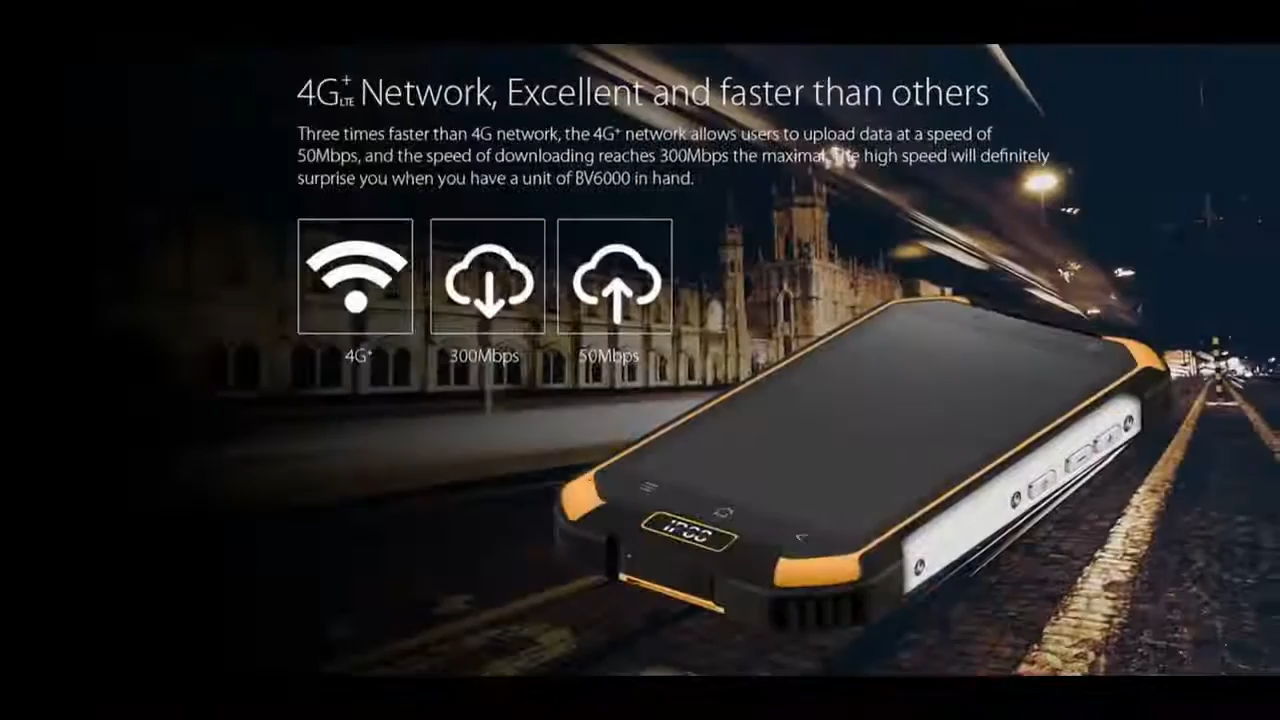 4G⁺ LTE Network, Excellent and faster than others
Three times faster than 4G network, the 4G⁺ network allows users to upload data at a speed of
50Mbps, and the speed of downloading reaches 300Mbps the maximal. The high speed will definitely
surprise you when you have a unit of BV6000 in hand.
4G⁺
300Mbps
50Mbps